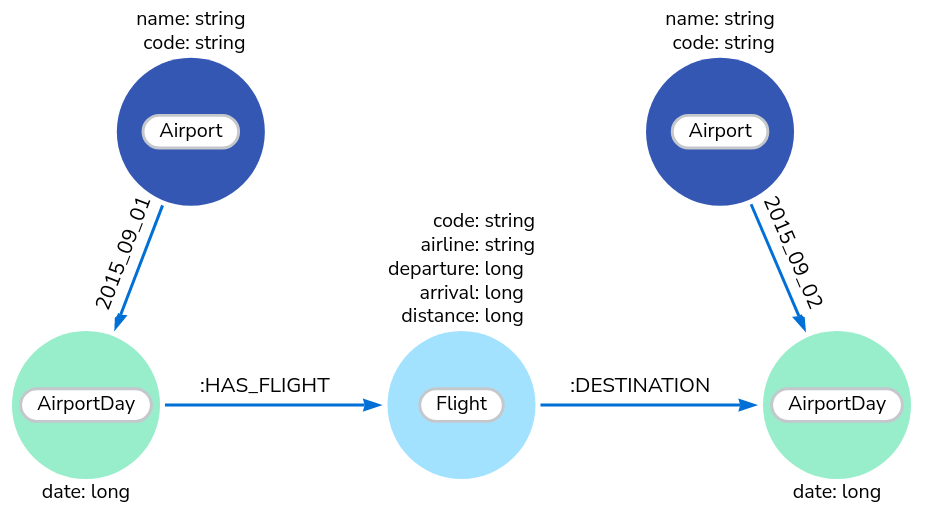 name: string
code: string
Airport
name: string
code: string
Airport
2015_09_01
2015_09_02
code: string
airline: string
departure: long
arrival: long
distance: long
AirportDay
:HAS_FLIGHT
Flight
:DESTINATION
AirportDay
date: long
date: long